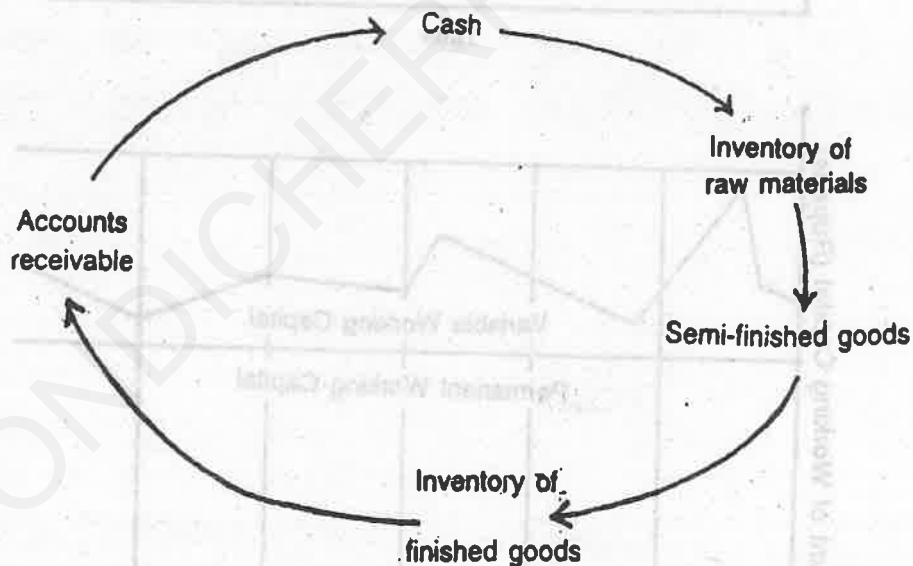 Cash
Inventory of
raw materials
Semi-finished goods
Inventory of
finished goods
Accounts
receivable
Variable Working Capital
Permanent Working Capital
ONDICHER